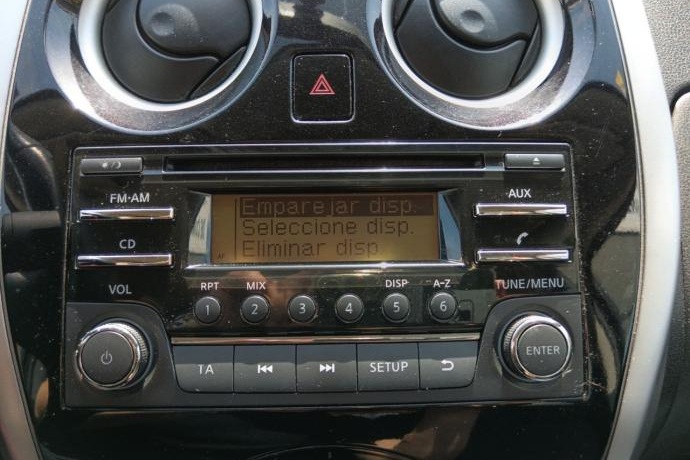 FM·AM
AUX
Emparejar disp.
Seleccione disp.
Eliminar disp
AF
CD
VOL
RPT MIX DISP A-Z
TUNE/MENU
1 2 3 4 5 6
ENTER
TA SETUP